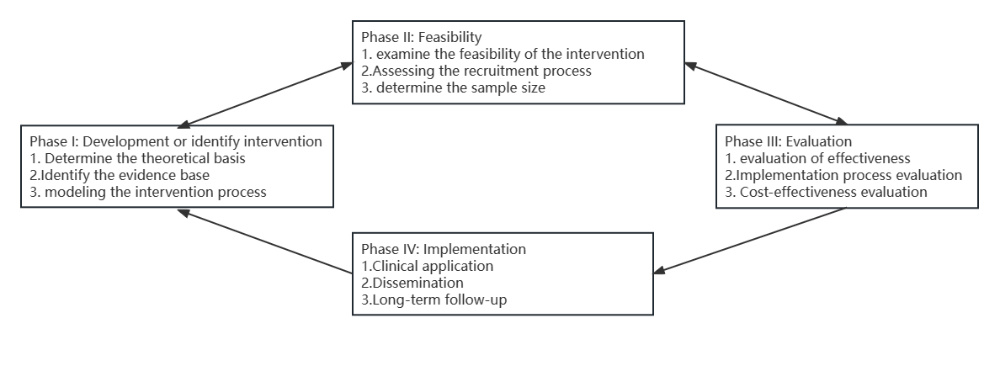 Phase II: Feasibility
1. examine the feasibility of the intervention
2.Assessing the recruitment process
3. determine the sample size
Phase I: Development or identify intervention
1. Determine the theoretical basis
2.Identify the evidence base
3. modeling the intervention process
Phase III: Evaluation
1. evaluation of effectiveness
2.Implementation process evaluation
3. Cost-effectiveness evaluation
Phase IV: Implementation
1.Clinical application
2.Dissemination
3.Long-term follow-up